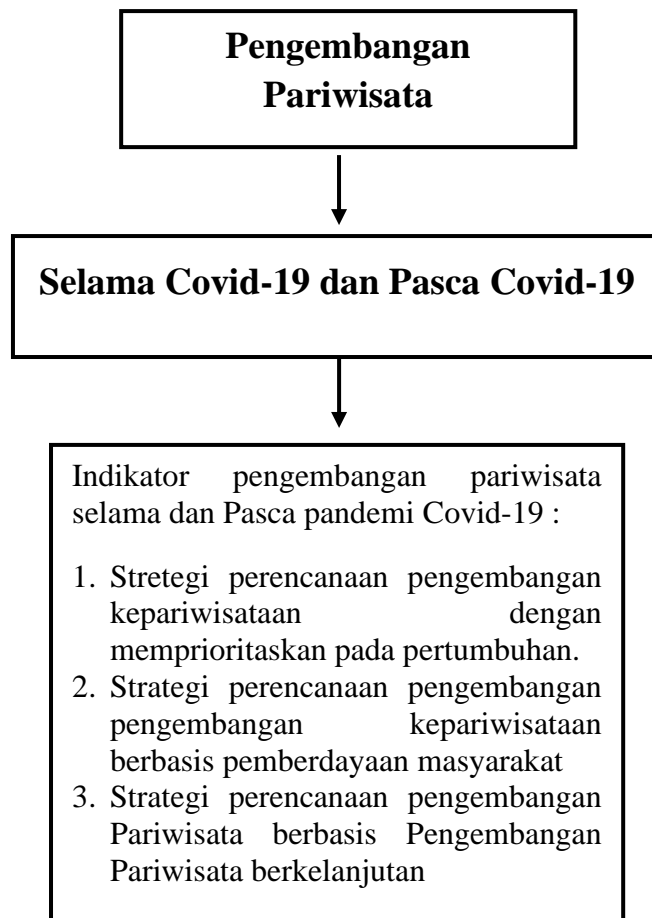 Pengembangan
Pariwisata
Selama Covid-19 dan Pasca Covid-19
Indikator pengembangan pariwisata
selama dan Pasca pandemi Covid-19 :
1. Stretegi perencanaan pengembangan
kepariwisataan dengan
memprioritaskan pada pertumbuhan.
2. Strategi perencanaan pengembangan
pengembangan kepariwisataan
berbasis pemberdayaan masyarakat
3. Strategi perencanaan pengembangan
Pariwisata berbasis Pengembangan
Pariwisata berkelanjutan